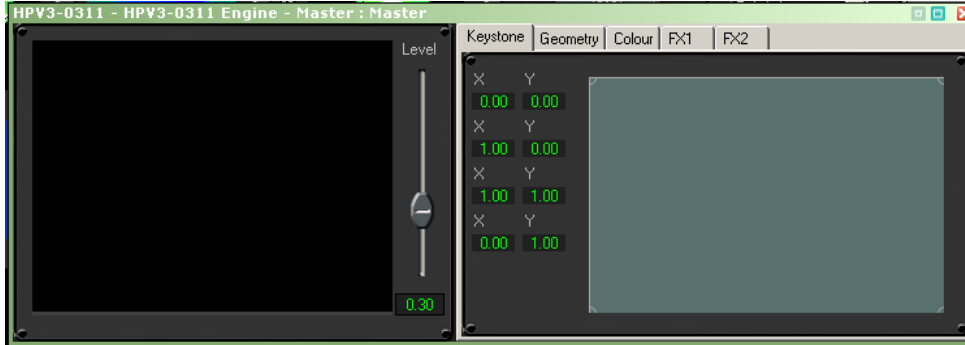 HPV3-0311 - HPV3-0311 Engine - Master : Master
Level
0.30
Keystone Geometry Colour FX1 FX2
X Y
0.00 0.00
X Y
1.00 0.00
X Y
1.00 1.00
X Y
0.00 1.00